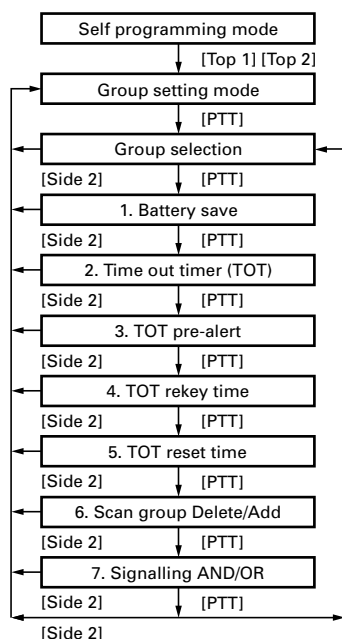 Self programming mode
[Top 1] [Top 2]
Group setting mode
[PTT]
Group selection
[Side 2] [PTT]
1. Battery save
[Side 2] [PTT]
2. Time out timer (TOT)
[Side 2] [PTT]
3. TOT pre-alert
[Side 2] [PTT]
4. TOT rekey time
[Side 2] [PTT]
5. TOT reset time
[Side 2] [PTT]
6. Scan group Delete/Add
[Side 2] [PTT]
7. Signalling AND/OR
[Side 2] [PTT]
[Side 2]